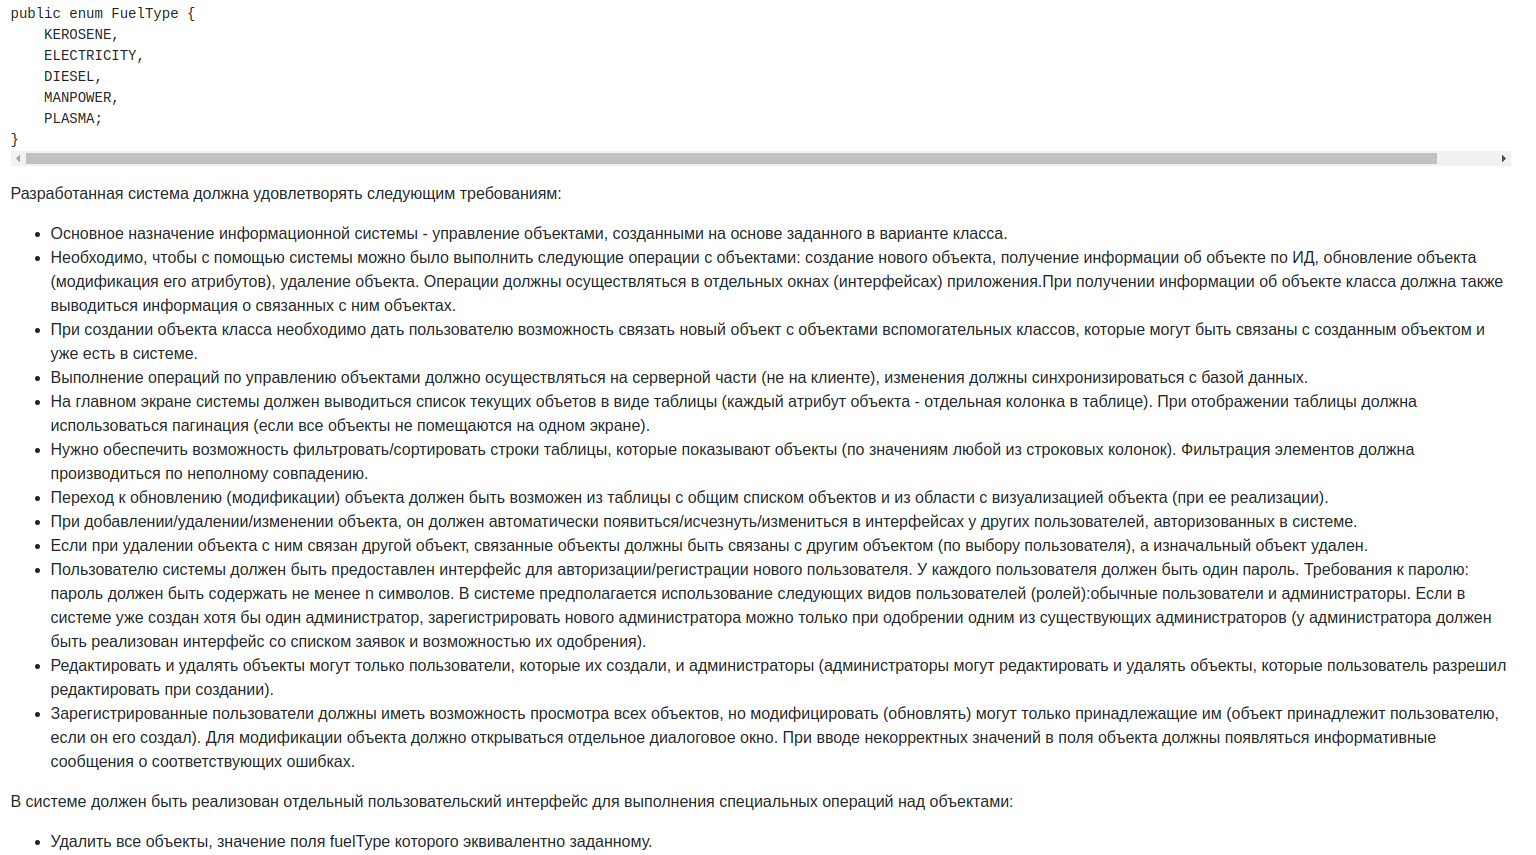 public enum FuelType {
    KEROSENE,
    ELECTRICITY,
    DIESEL,
    MANPOWER,
    PLASMA;
}
Разработанная система должна удовлетворять следующим требованиям:
• Основное назначение информационной системы - управление объектами, созданными на основе заданного в варианте класса.
• Необходимо, чтобы с помощью системы можно было выполнить следующие операции с объектами: создание нового объекта, получение информации об объекте по ИД, обновление объекта
(модификация его атрибутов), удаление объекта. Операции должны осуществляться в отдельных окнах (интерфейсах) приложения.При получении информации об объекте класса должна также
выводиться информация о связанных с ним объектах.
• При создании объекта класса необходимо дать пользователю возможность связать новый объект с объектами вспомогательных классов, которые могут быть связаны с созданным объектом и
уже есть в системе.
• Выполнение операций по управлению объектами должно осуществляться на серверной части (не на клиенте), изменения должны синхронизироваться с базой данных.
• На главном экране системы должен выводиться список текущих объетов в виде таблицы (каждый атрибут объекта - отдельная колонка в таблице). При отображении таблицы должна
использоваться пагинация (если все объекты не помещаются на одном экране).
• Нужно обеспечить возможность фильтровать/сортировать строки таблицы, которые показывают объекты (по значениям любой из строковых колонок). Фильтрация элементов должна
производиться по неполному совпадению.
• Переход к обновлению (модификации) объекта должен быть возможен из таблицы с общим списком объектов и из области с визуализацией объекта (при ее реализации).
• При добавлении/удалении/изменении объекта, он должен автоматически появиться/исчезнуть/измениться в интерфейсах у других пользователей, авторизованных в системе.
• Если при удалении объекта с ним связан другой объект, связанные объекты должны быть связаны с другим объектом (по выбору пользователя), а изначальный объект удален.
• Пользователю системы должен быть предоставлен интерфейс для авторизации/регистрации нового пользователя. У каждого пользователя должен быть один пароль. Требования к паролю:
пароль должен быть содержать не менее n символов. В системе предполагается использование следующих видов пользователей (ролей):обычные пользователи и администраторы. Если в
системе уже создан хотя бы один администратор, зарегистрировать нового администратора можно только при одобрении одним из существующих администраторов (у администратора должен
быть реализован интерфейс со списком заявок и возможностью их одобрения).
• Редактировать и удалять объекты могут только пользователи, которые их создали, и администраторы (администраторы могут редактировать и удалять объекты, которые пользователь разрешил
редактировать при создании).
• Зарегистрированные пользователи должны иметь возможность просмотра всех объектов, но модифицировать (обновлять) могут только принадлежащие им (объект принадлежит пользователю,
если он его создал). Для модификации объекта должно открываться отдельное диалоговое окно. При вводе некорректных значений в поля объекта должны появляться информативные
сообщения о соответствующих ошибках.
В системе должен быть реализован отдельный пользовательский интерфейс для выполнения специальных операций над объектами:
• Удалить все объекты, значение поля fuelType которого эквивалентно заданному.